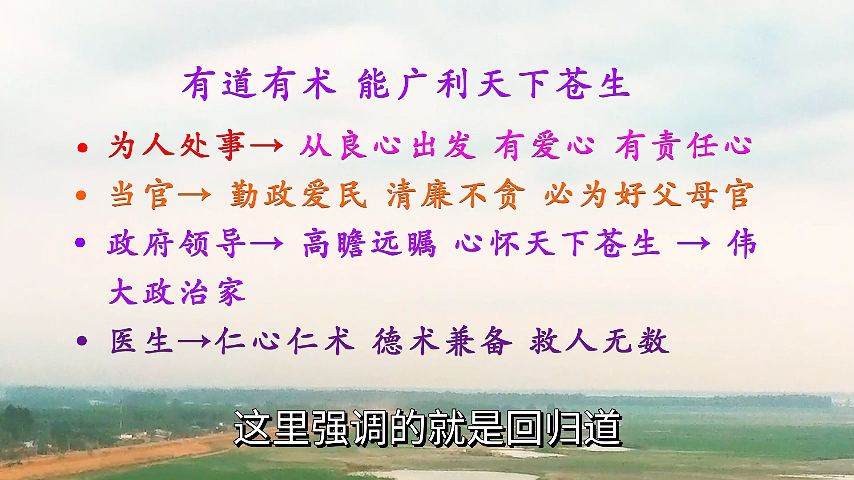 有道有术 能广利天下苍生
• 为人处事→ 从良心出发 有爱心 有责任心
• 当官→ 勤政爱民 清廉不贪 必为好父母官
• 政府领导→ 高瞻远瞩 心怀天下苍生 → 伟
大政治家
• 医生→仁心仁术 德术兼备 救人无数
这里强调的就是回归道